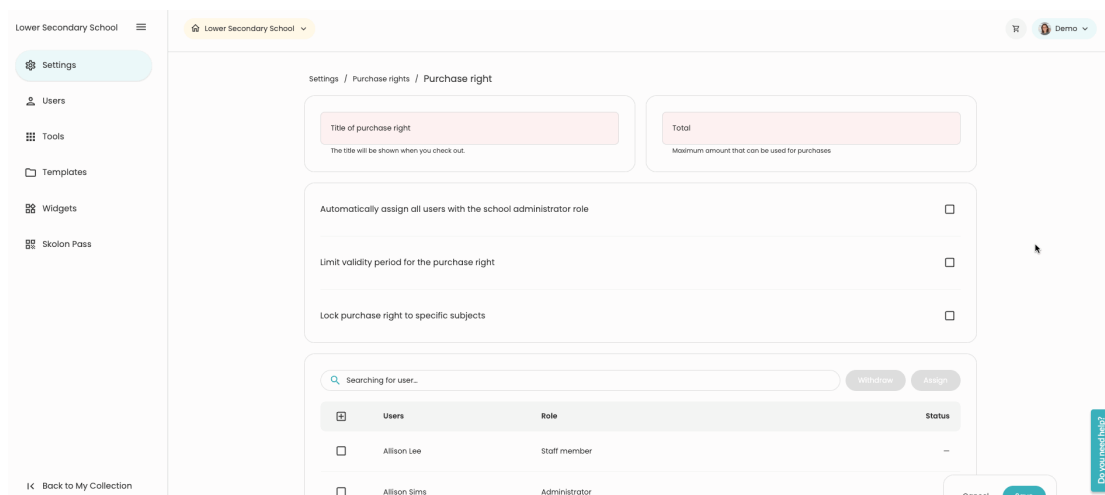 Lower Secondary School
Lower Secondary School
Demo
Settings
Users
Tools
Templates
Widgets
Skolon Pass
Back to My Collection
Settings / Purchase rights / Purchase right
Title of purchase right
The title will be shown when you check out.
Total
Maximum amount that can be used for purchases
Automatically assign all users with the school administrator role
Limit validity period for the purchase right
Lock purchase right to specific subjects
Searching for user...
Withdraw
Assign
Users Role Status
Allison Lee Staff member –
Allison Sims Administrator
Cancel
Save
Do you need help?